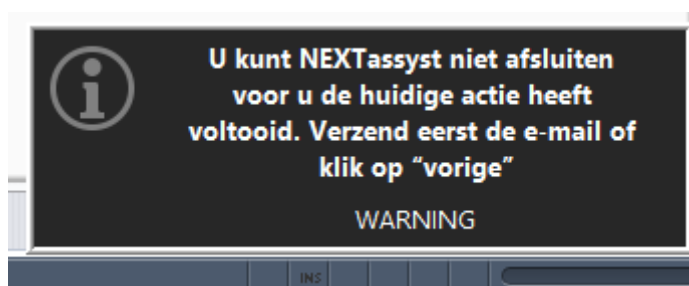 U kunt NEXTassyst niet afsluiten
voor u de huidige actie heeft
voltooid. Verzend eerst de e-mail of
klik op “vorige”
WARNING
INS